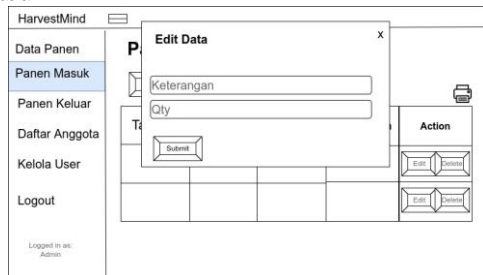 HarvestMind
Data Panen
Panen Masuk
Panen Keluar
Daftar Anggota
Kelola User
Logout
Logged in as:
Admin
Edit Data
x
Keterangan
Qty
Submit
Action
Edit Delete
Edit Delete